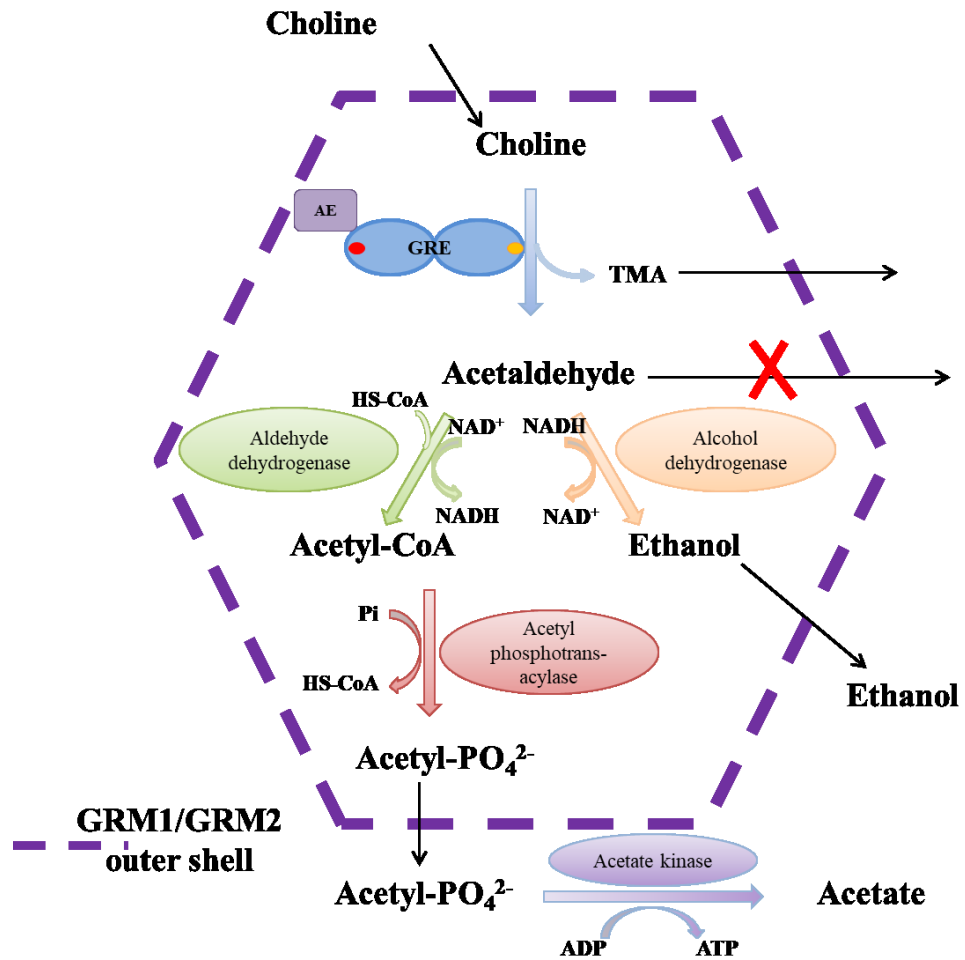 Choline
Choline
AE
GRE
TMA
Acetaldehyde
HS-CoA
NAD⁺
NADH
Aldehyde
dehydrogenase
Alcohol
dehydrogenase
NADH
NAD⁺
Acetyl-CoA
Ethanol
Pi
Acetyl
phosphotrans-
acylase
HS-CoA
Ethanol
Acetyl-PO₄²⁻
GRM1/GRM2
outer shell
Acetate kinase
Acetyl-PO₄²⁻
Acetate
ADP
ATP